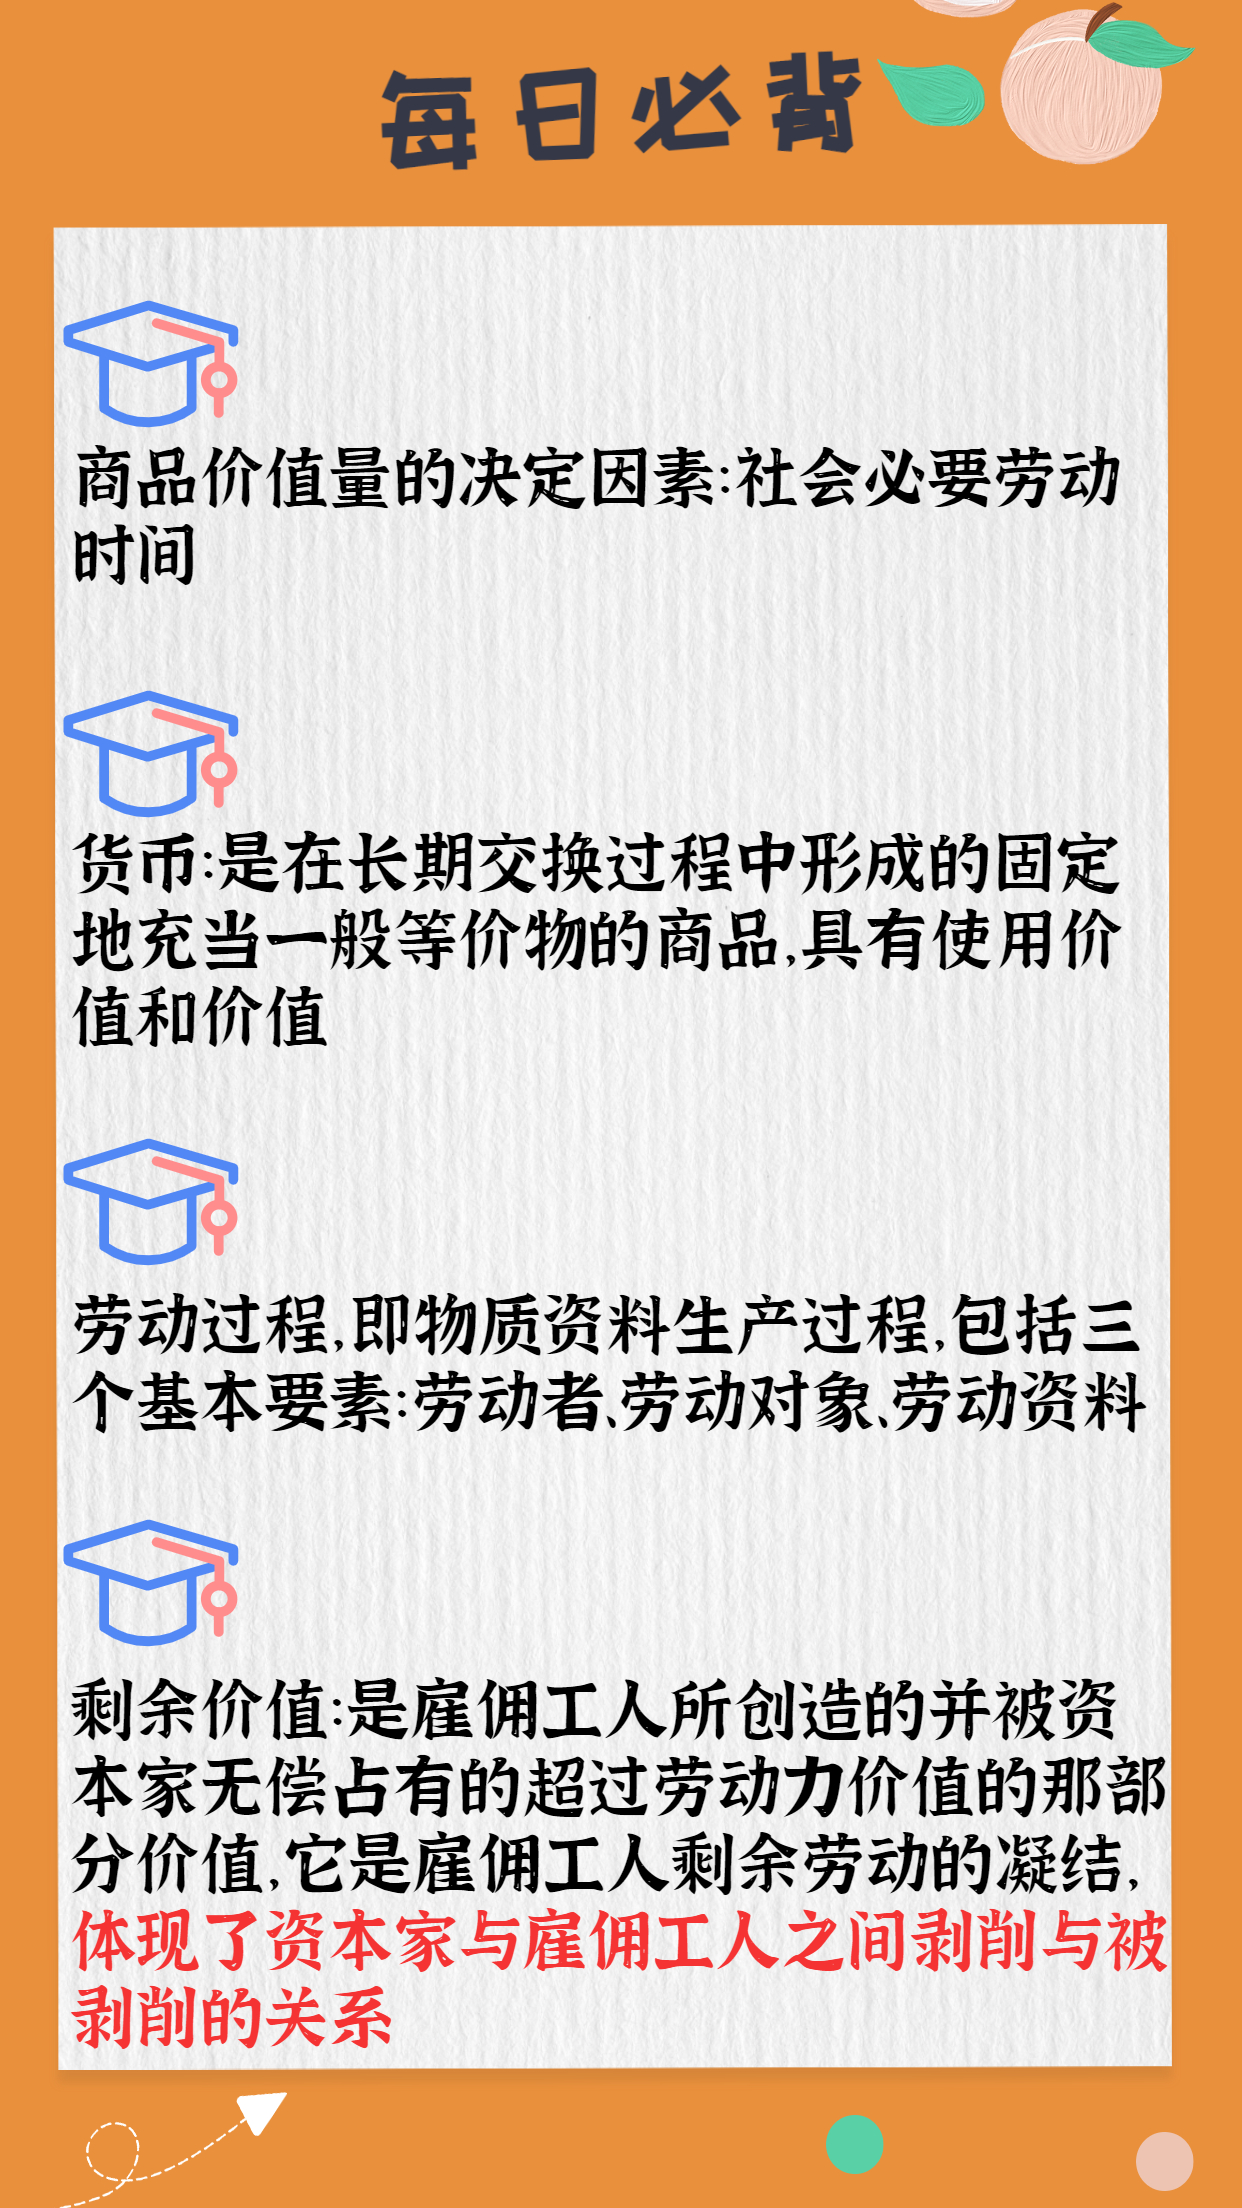 每日必背
商品价值量的决定因素:社会必要劳动
时间
货币:是在长期交换过程中形成的固定
地充当一般等价物的商品,具有使用价
值和价值
劳动过程,即物质资料生产过程,包括三
个基本要素:劳动者、劳动对象、劳动资料
剩余价值:是雇佣工人所创造的并被资
本家无偿占有的超过劳动力价值的那部
分价值,它是雇佣工人剩余劳动的凝结,
体现了资本家与雇佣工人之间剥削与被
剥削的关系